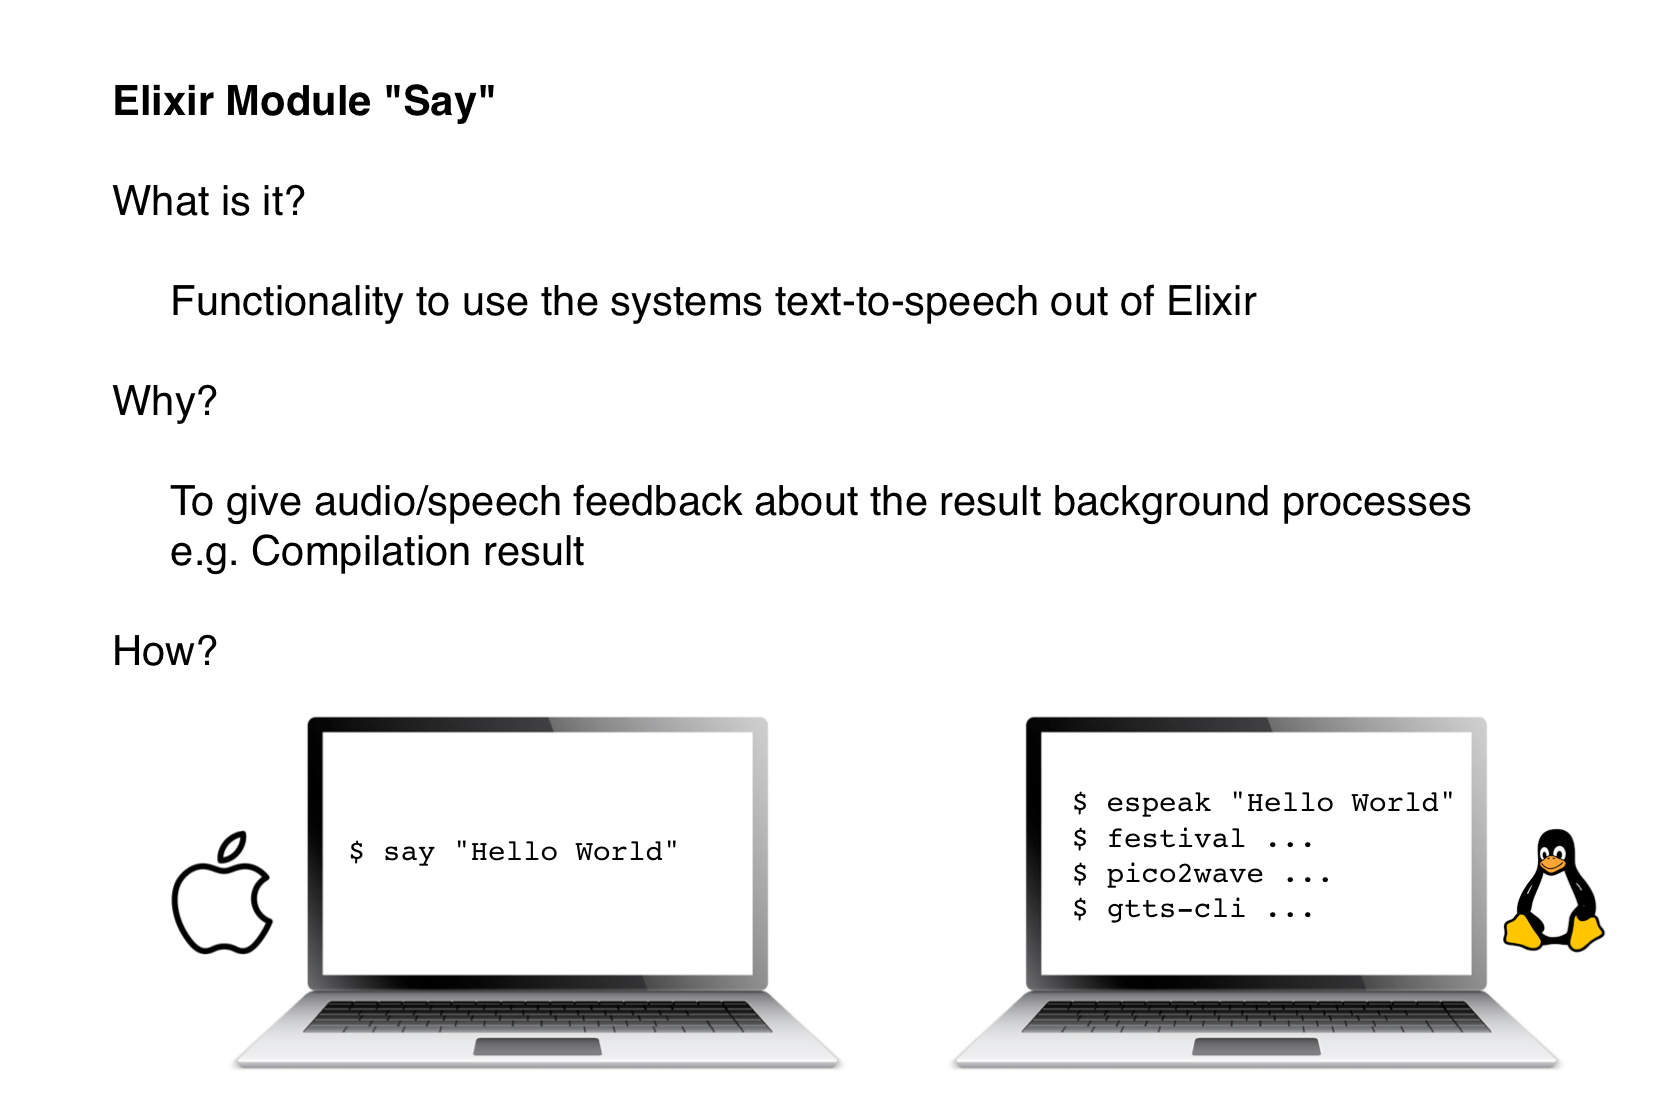 Elixir Module "Say"
What is it?
Functionality to use the systems text-to-speech out of Elixir
Why?
To give audio/speech feedback about the result background processes
e.g. Compilation result
How?
$ say "Hello World"
$ espeak "Hello World"
$ festival ...
$ pico2wave ...
$ gtts-cli ...